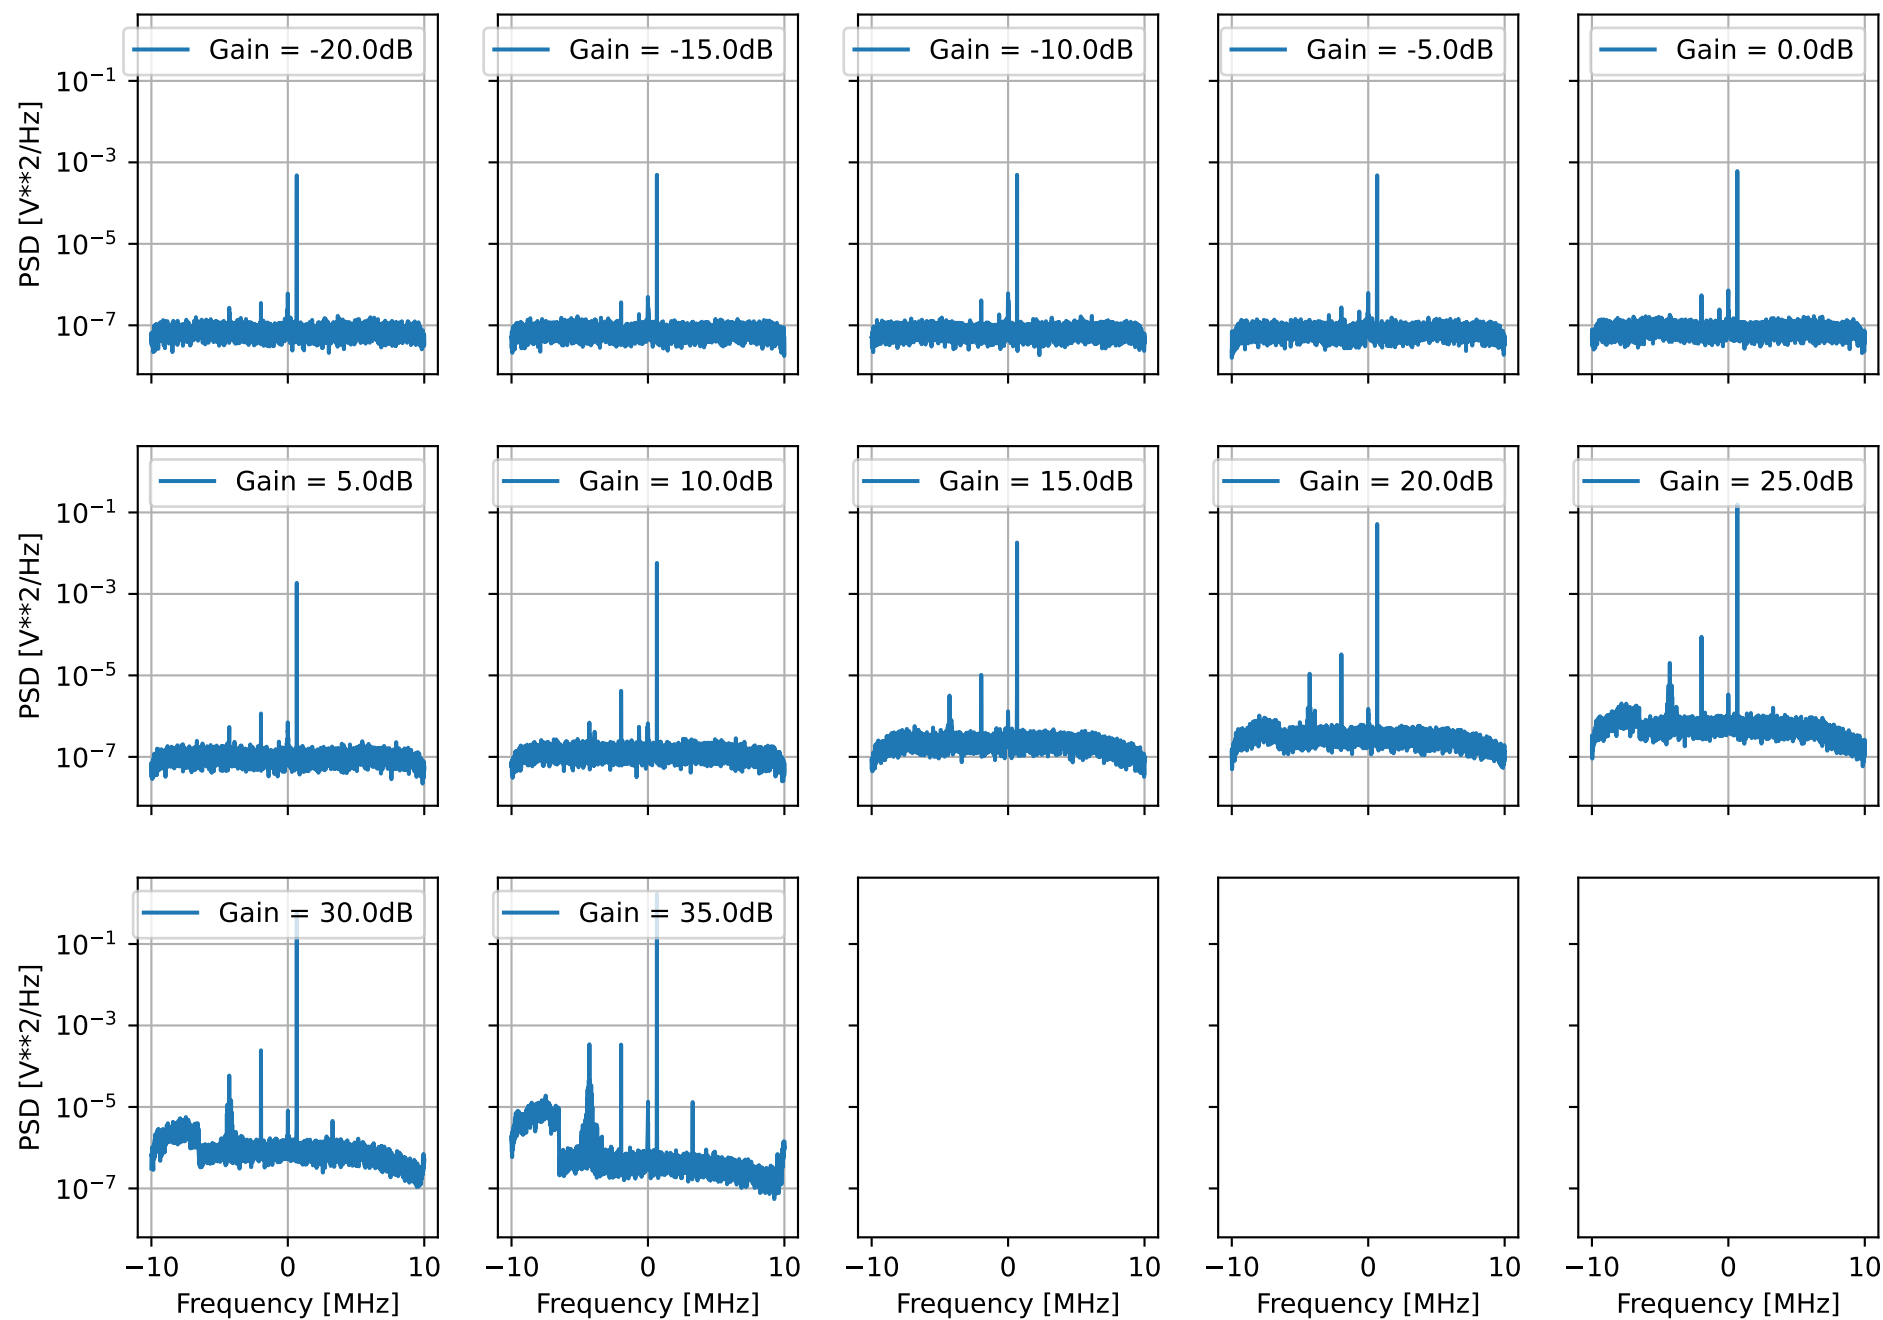 Gain = -20.0dB
Gain = -15.0dB
Gain = -10.0dB
Gain = -5.0dB
Gain = 0.0dB
10⁻¹
10⁻³
10⁻⁵
10⁻⁷
PSD [V**2/Hz]
Gain = 5.0dB
Gain = 10.0dB
Gain = 15.0dB
Gain = 20.0dB
Gain = 25.0dB
10⁻¹
10⁻³
10⁻⁵
10⁻⁷
PSD [V**2/Hz]
Gain = 30.0dB
Gain = 35.0dB
10⁻¹
10⁻³
10⁻⁵
10⁻⁷
PSD [V**2/Hz]
−10 0 10
−10 0 10
−10 0 10
−10 0 10
−10 0 10
Frequency [MHz]
Frequency [MHz]
Frequency [MHz]
Frequency [MHz]
Frequency [MHz]